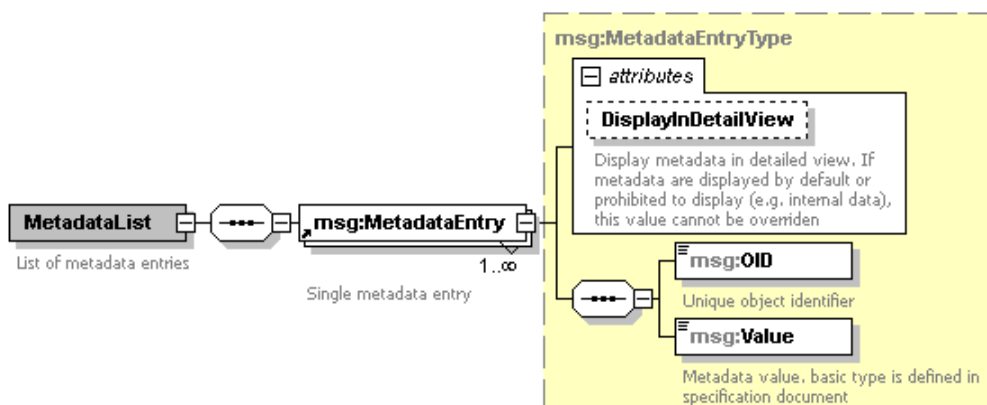 msg:MetadataEntryType
attributes
DisplayInDetailView
Display metadata in detailed view. If
metadata are displayed by default or
prohibited to display (e.g. internal data),
this value cannot be overriden
MetadataList
List of metadata entries
msg:MetadataEntry
1..∞
Single metadata entry
msg:OID
Unique object identifier
msg:Value
Metadata value. basic type is defined in
specification document